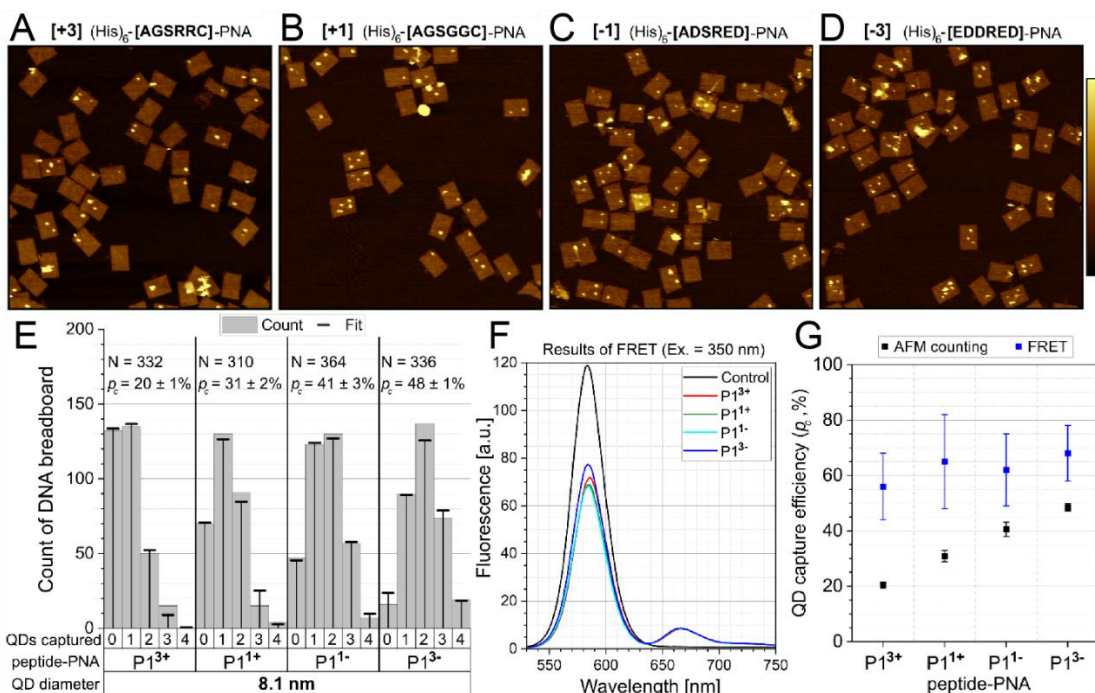 A [+3] (His)6-[AGSRRC]-PNA
B [+1] (His)6-[AGSGGC]-PNA
C [-1] (His)6-[ADSRED]-PNA
D [-3] (His)6-[EDDRED]-PNA
E
Count Fit
Count of DNA breadboard
200
150
100
50
0
N = 332
pc = 20 ± 1%
N = 310
pc = 31 ± 2%
N = 364
pc = 41 ± 3%
N = 336
pc = 48 ± 1%
QDs captured 0 1 2 3 4 0 1 2 3 4 0 1 2 3 4 0 1 2 3 4
peptide-PNA P13+ P11+ P11- P13-
QD diameter 8.1 nm
F
Results of FRET (Ex. = 350 nm)
Fluorescence [a.u.]
120
100
80
60
40
20
0
Control
P13+
P11+
P11-
P13-
550 600 650 700 750
Wavelength [nm]
G
AFM counting FRET
QD capture efficiency (pc, %)
100
80
60
40
20
0
P13+ P11+ P11- P13-
peptide-PNA